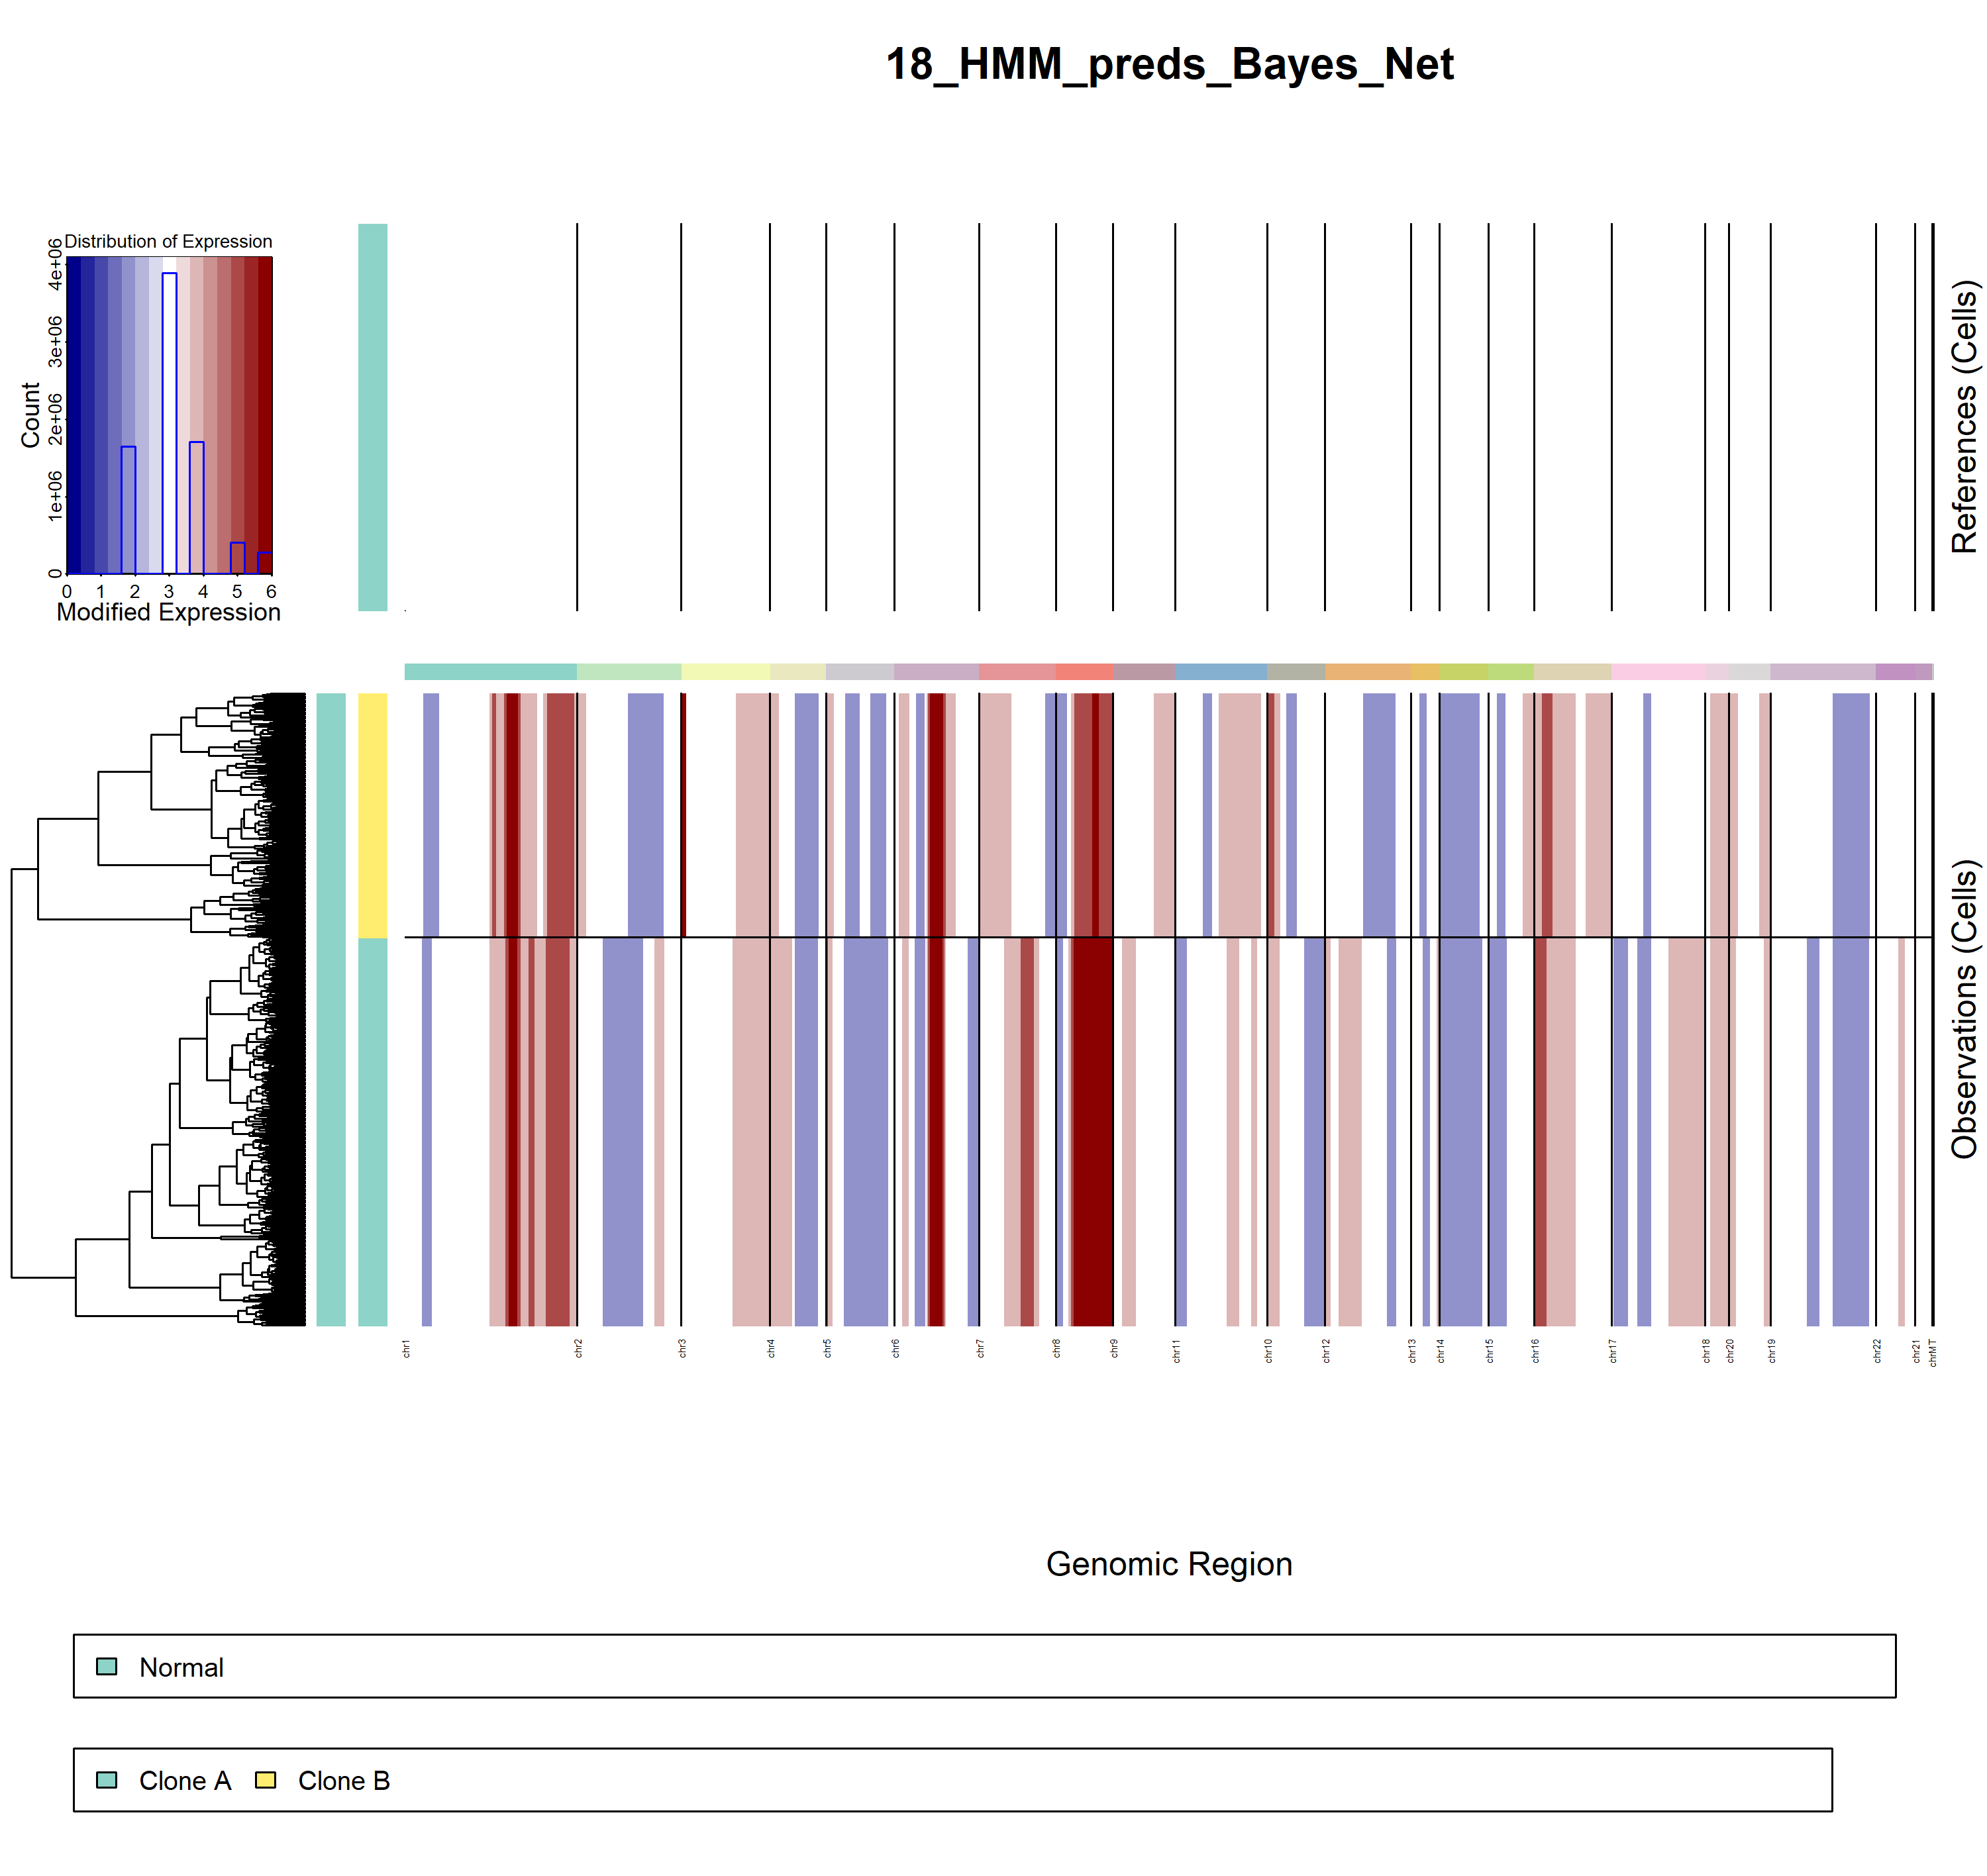 18_HMM_preds_Bayes_Net
Distribution of Expression
Count
0 1e+06 2e+06 3e+06 4e+06
0 1 2 3 4 5 6
Modified Expression
References (Cells)
Observations (Cells)
chr1 chr2 chr3 chr4 chr5 chr6 chr7 chr8 chr9 chr11 chr10 chr12 chr13 chr14 chr15 chr16 chr17 chr18 chr20 chr19 chr22 chr21 chrMT
Genomic Region
Normal
Clone A Clone B